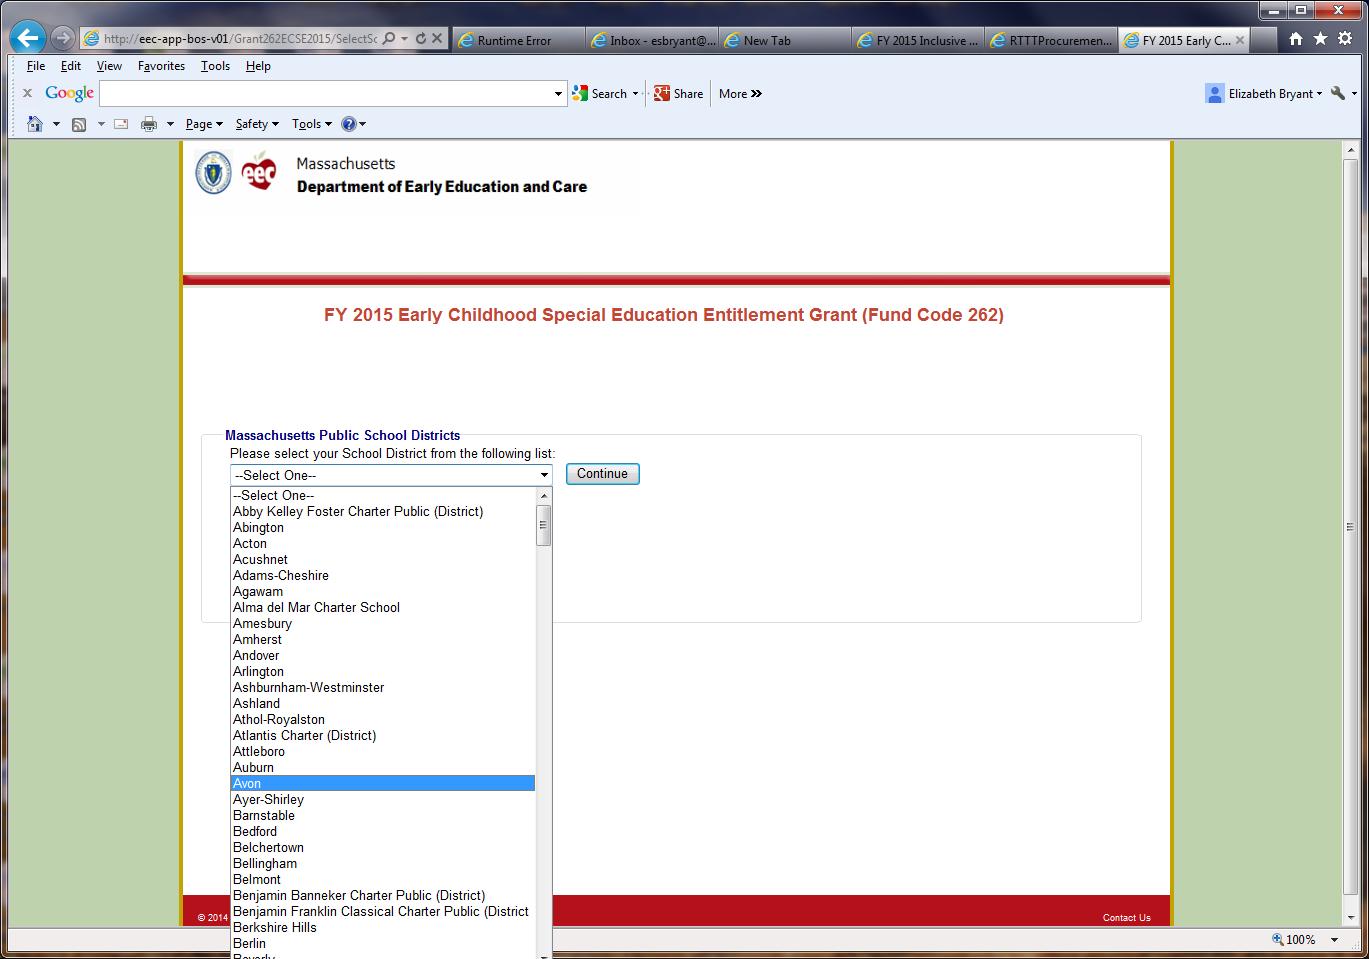 http://eec-app-bos-v01/Grant262ECSE2015/SelectSc
Runtime Error
Inbox - esbryant@...
New Tab
FY 2015 Inclusive ...
RTTTProcuremen...
FY 2015 Early C...
File Edit View Favorites Tools Help
Google
Search
Share
More
Elizabeth Bryant
Page Safety Tools
eec
Massachusetts
Department of Early Education and Care
FY 2015 Early Childhood Special Education Entitlement Grant (Fund Code 262)
Massachusetts Public School Districts
Please select your School District from the following list:
--Select One--
Continue
--Select One--
Abby Kelley Foster Charter Public (District)
Abington
Acton
Acushnet
Adams-Cheshire
Agawam
Alma del Mar Charter School
Amesbury
Amherst
Andover
Arlington
Ashburnham-Westminster
Ashland
Athol-Royalston
Atlantis Charter (District)
Attleboro
Auburn
Avon
Ayer-Shirley
Barnstable
Bedford
Belchertown
Bellingham
Belmont
Benjamin Banneker Charter Public (District)
Benjamin Franklin Classical Charter Public (District
Berkshire Hills
Berlin
Beverly
© 2014
Contact Us
100%